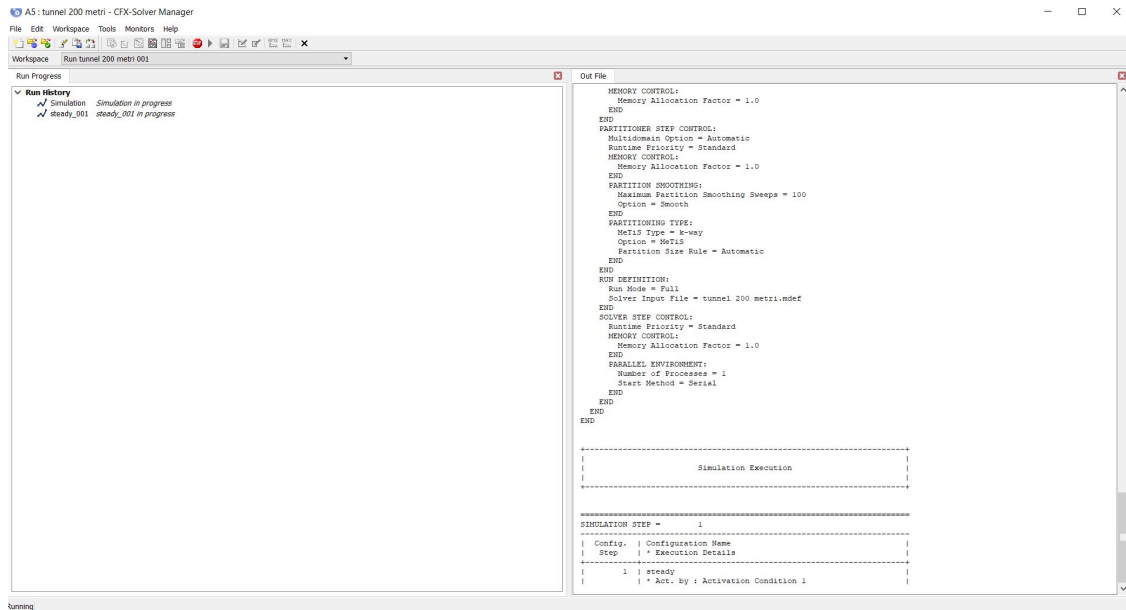 A5 : tunnel 200 metri - CFX-Solver Manager
File Edit Workspace Tools Monitors Help
Workspace Run tunnel 200 metri 001
Run Progress
Run History
Simulation Simulation in progress
steady_001 steady_001 in progress
Out File
MEMORY CONTROL:
Memory Allocation Factor = 1.0
END
END
PARTITIONER STEP CONTROL:
Multidomain Option = Automatic
Runtime Priority = Standard
MEMORY CONTROL:
Memory Allocation Factor = 1.0
END
PARTITION SMOOTHING:
Maximum Partition Smoothing Sweeps = 100
Option = Smooth
END
PARTITIONING TYPE:
MeTiS Type = k-way
Option = MeTiS
Partition Size Rule = Automatic
END
END
RUN DEFINITION:
Run Mode = Full
Solver Input File = tunnel 200 metri.mdef
END
SOLVER STEP CONTROL:
Runtime Priority = Standard
MEMORY CONTROL:
Memory Allocation Factor = 1.0
END
PARALLEL ENVIRONMENT:
Number of Processes = 1
Start Method = Serial
END
END
END
END
Simulation Execution
SIMULATION STEP = 1
| Config. | Configuration Name |
| Step | * Execution Details |
| 1 | steady |
| | * Act. by : Activation Condition 1 |
Running